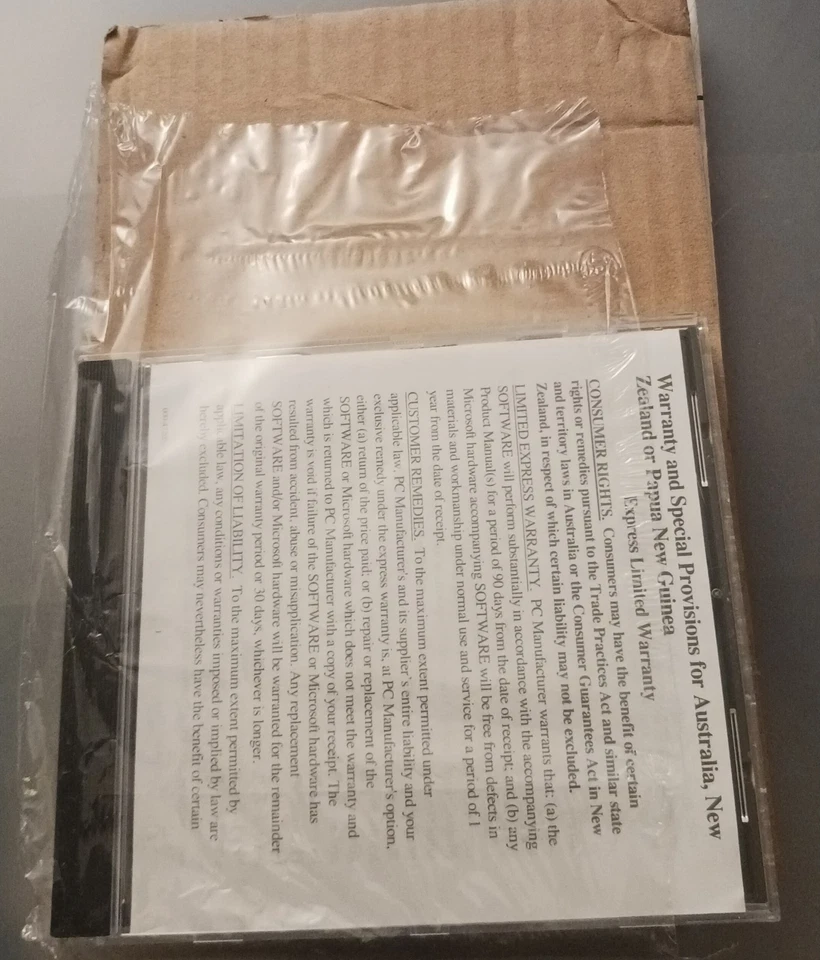 Warranty and Special Provisions for Australia, New
Zealand or Papua New Guinea
Express Limited Warranty
CONSUMER RIGHTS. Consumers may have the benefit of certain
rights or remedies pursuant to the Trade Practices Act and similar state
and territory laws in Australia or the Consumer Guarantees Act in New
Zealand, in respect of which certain liability may not be excluded.
LIMITED EXPRESS WARRANTY. PC Manufacturer warrants that: (a) the
SOFTWARE will perform substantially in accordance with the accompanying
Product Manual(s) for a period of 90 days from the date of receipt; and (b) any
Microsoft hardware accompanying SOFTWARE will be free from defects in
materials and workmanship under normal use and service for a period of 1
year from the date of receipt.
CUSTOMER REMEDIES. To the maximum extent permitted under
applicable law, PC Manufacturer's and its supplier's entire liability and your
exclusive remedy under the express warranty is, at PC Manufacturer's option,
either (a) return of the price paid; or (b) repair or replacement of the
SOFTWARE or Microsoft hardware which does not meet the warranty and
which is returned to PC Manufacturer with a copy of your receipt. The
warranty is void if failure of the SOFTWARE or Microsoft hardware has
resulted from accident, abuse or misapplication. Any replacement
SOFTWARE and/or Microsoft hardware will be warranted for the remainder
of the original warranty period or 30 days, whichever is longer.
LIMITATION OF LIABILITY. To the maximum extent permitted by
applicable law, any conditions or warranties imposed or implied by law are
hereby excluded. Consumers may nevertheless have the benefit of certain